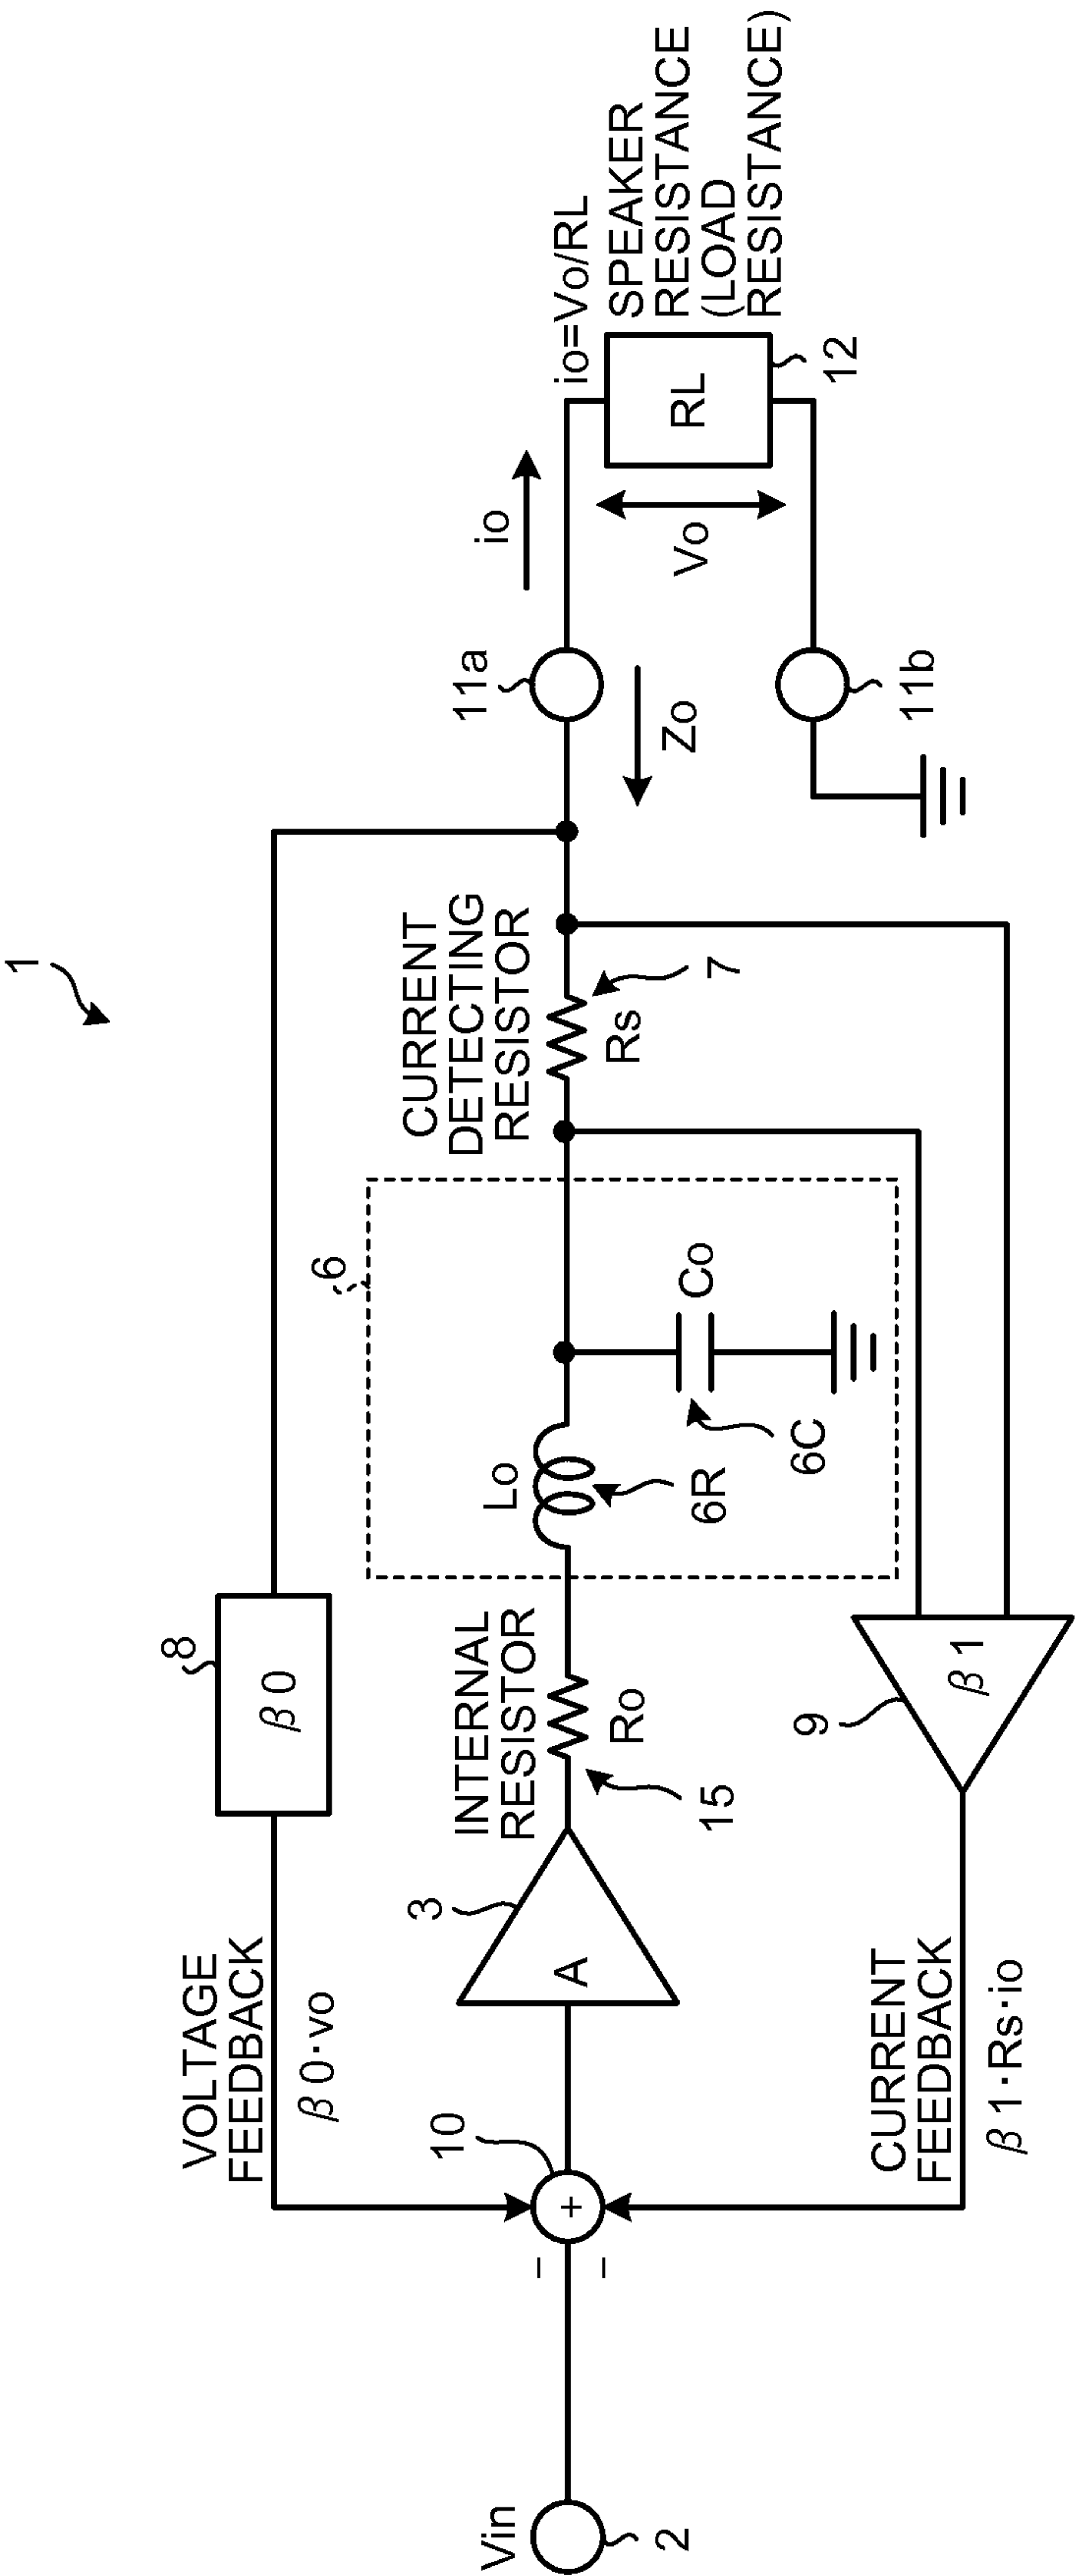 1
VOLTAGE
FEEDBACK
β0·vo
8
β0
6
CURRENT
DETECTING
RESISTOR
Rs
7
11a
io
io=Vo/RL
SPEAKER
RESISTANCE
(LOAD
RESISTANCE)
RL
12
Vo
Zo
11b
Vin
2
10
+
−
−
3
A
INTERNAL
RESISTOR
Ro
15
Lo
6R
Co
6C
9
β1
CURRENT
FEEDBACK
β1·Rs·io